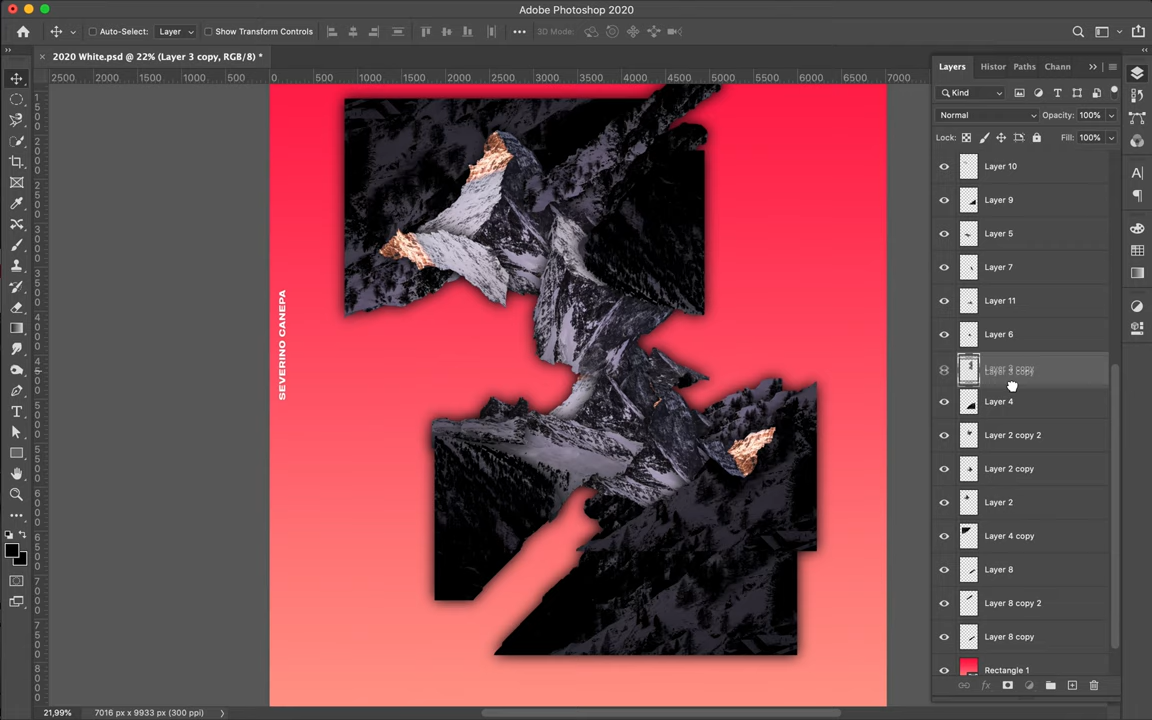 Adobe Photoshop 2020
Auto-Select: Layer Show Transform Controls 3D Mode:
2020 White.psd @ 22% (Layer 3 copy, RGB/8) *
2500 2000 1500 1000 500 0 500 1000 1500 2000 2500 3000 3500 4000 4500 5000 5500 6000 6500 7000
Layers Histor Paths Chann
Kind
Normal Opacity: 100%
Lock: Fill: 100%
Layer 10
Layer 9
Layer 5
Layer 7
Layer 11
Layer 6
Layer 3 copy
Layer 4
Layer 2 copy 2
Layer 2 copy
Layer 2
Layer 4 copy
Layer 8
Layer 8 copy 2
Layer 8 copy
Rectangle 1
SEVERINO CANEPA
21,99% 7016 px x 9933 px (300 ppi)